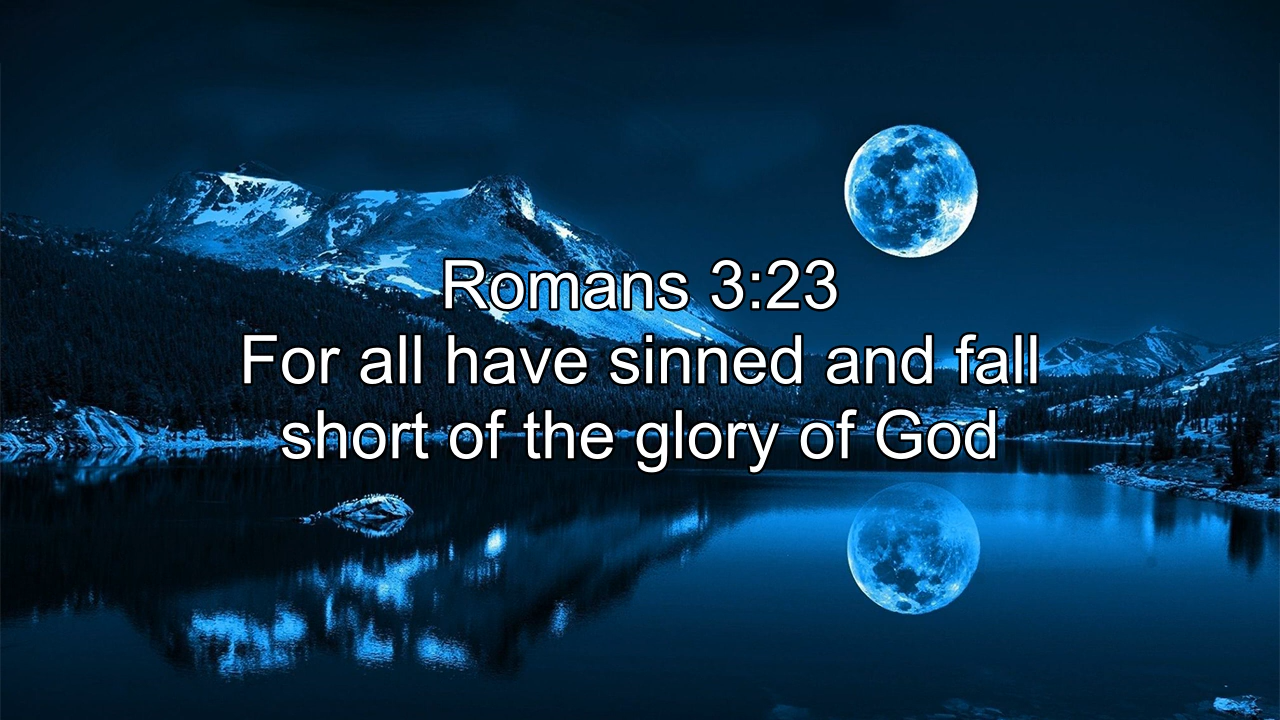 Romans 3:23
For all have sinned and fall
short of the glory of God